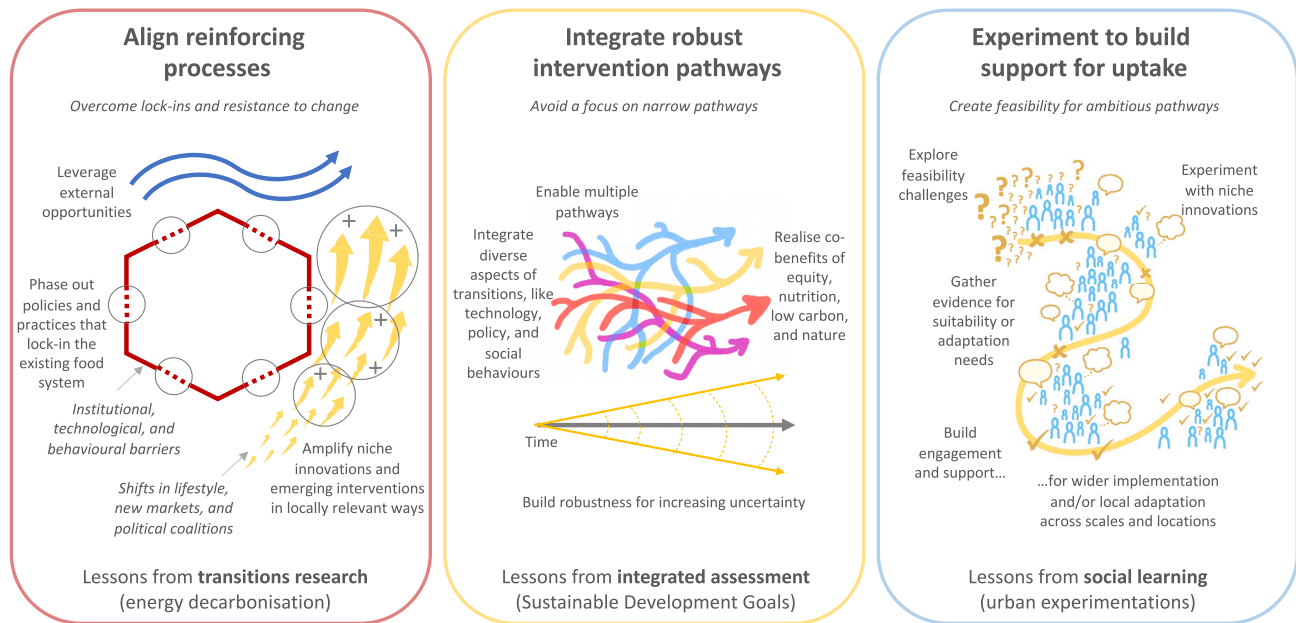 Align reinforcing
processes
Overcome lock-ins and resistance to change
Leverage
external
opportunities
Phase out
policies and
practices that
lock-in the
existing food
system
Institutional,
technological, and
behavioural barriers
Shifts in lifestyle,
new markets, and
political coalitions
+
+
+
+
+
Amplify niche
innovations and
emerging interventions
in locally relevant ways
Lessons from transitions research
(energy decarbonisation)
Integrate robust
intervention pathways
Avoid a focus on narrow pathways
Enable multiple
pathways
Integrate
diverse
aspects of
transitions, like
technology,
policy, and
social
behaviours
Realise co-
benefits of
equity,
nutrition,
low carbon,
and nature
Time
Build robustness for increasing uncertainty
Lessons from integrated assessment
(Sustainable Development Goals)
Experiment to build
support for uptake
Create feasibility for ambitious pathways
Explore
feasibility
challenges
Experiment
with niche
innovations
Gather
evidence for
suitability or
adaptation
needs
Build
engagement
and support...
...for wider implementation
and/or local adaptation
across scales and locations
Lessons from social learning
(urban experimentations)